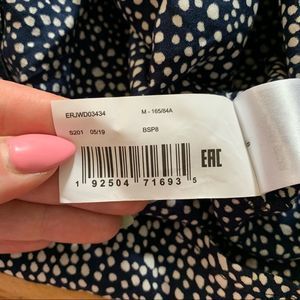 ERJWD03434 M - 165/84A
S201 05/19 BSP8
EAC
1 92504 71693 5